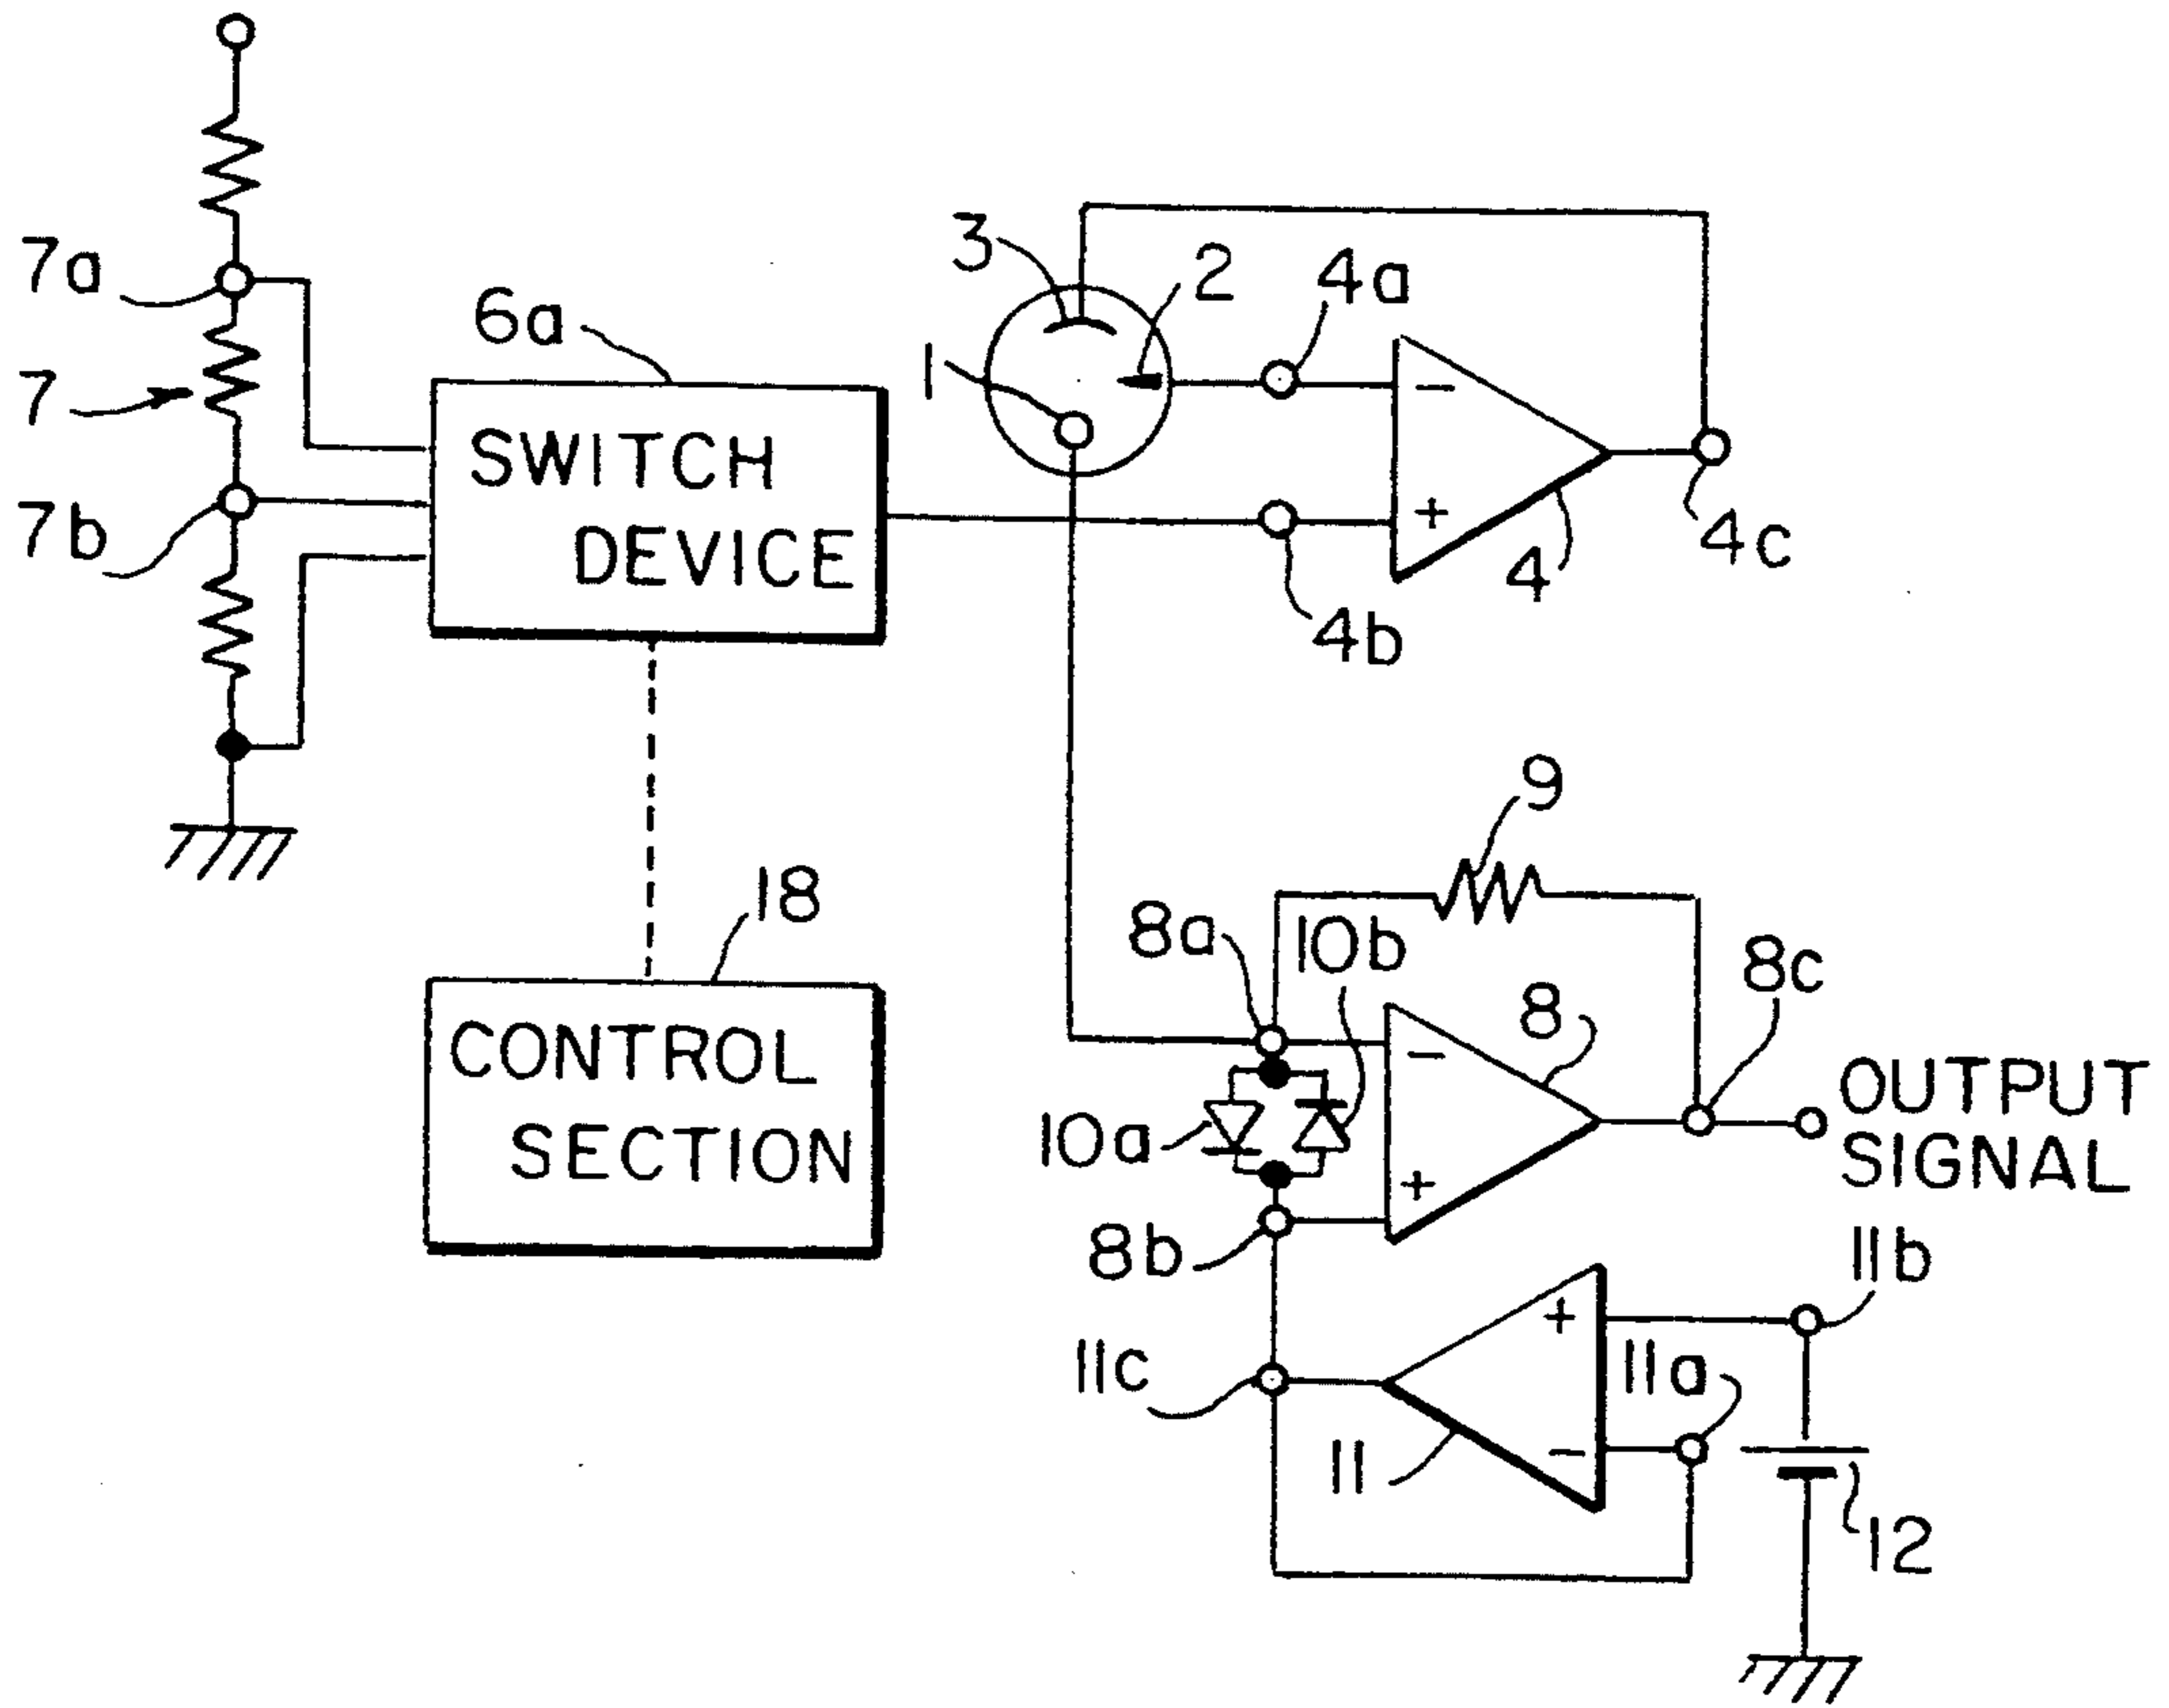 7a
7
7b
6a
SWITCH
DEVICE
3
2
1
4a
−
+
4
4b
4c
18
CONTROL
SECTION
9
8a
10b
8
8c
−
10a
+
OUTPUT
SIGNAL
8b
11b
+
11c
11a
11
−
12